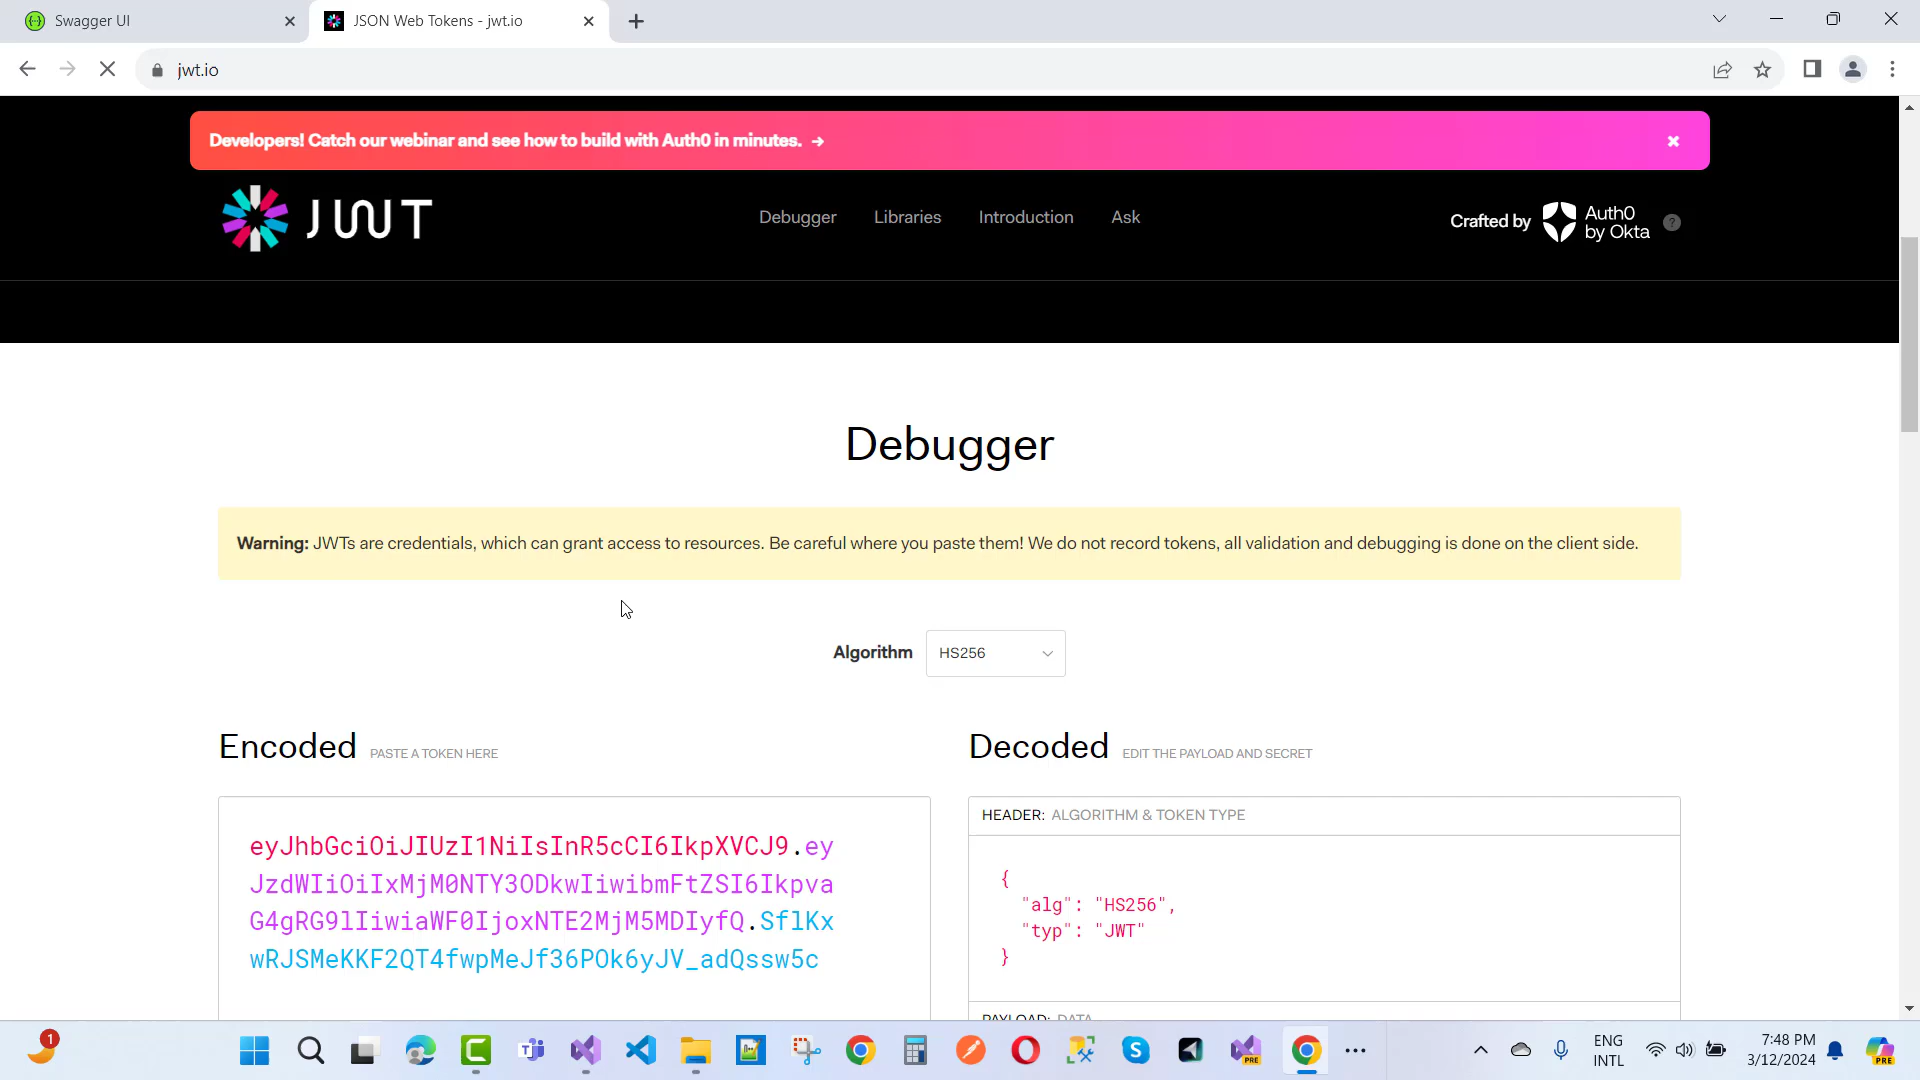 Swagger UI
JSON Web Tokens - jwt.io
jwt.io
Developers! Catch our webinar and see how to build with Auth0 in minutes. →
JWT
Debugger
Libraries
Introduction
Ask
Crafted by
Auth0
by Okta
?
Debugger
Warning: JWTs are credentials, which can grant access to resources. Be careful where you paste them! We do not record tokens, all validation and debugging is done on the client side.
Algorithm
HS256
Encoded PASTE A TOKEN HERE
Decoded EDIT THE PAYLOAD AND SECRET
eyJhbGciOiJIUzI1NiIsInR5cCI6IkpXVCJ9.ey
JzdWIiOiIxMjM0NTY3ODkwIiwibmFtZSI6Ikpva
G4gRG9lIiwiaWF0IjoxNTE2MjM5MDIyfQ.SflKx
wRJSMeKKF2QT4fwpMeJf36POk6yJV_adQssw5c
HEADER: ALGORITHM & TOKEN TYPE
{
"alg": "HS256",
"typ": "JWT"
}
PAYLOAD: DATA
1
PRE
ENG
INTL
7:48 PM
3/12/2024
PRE